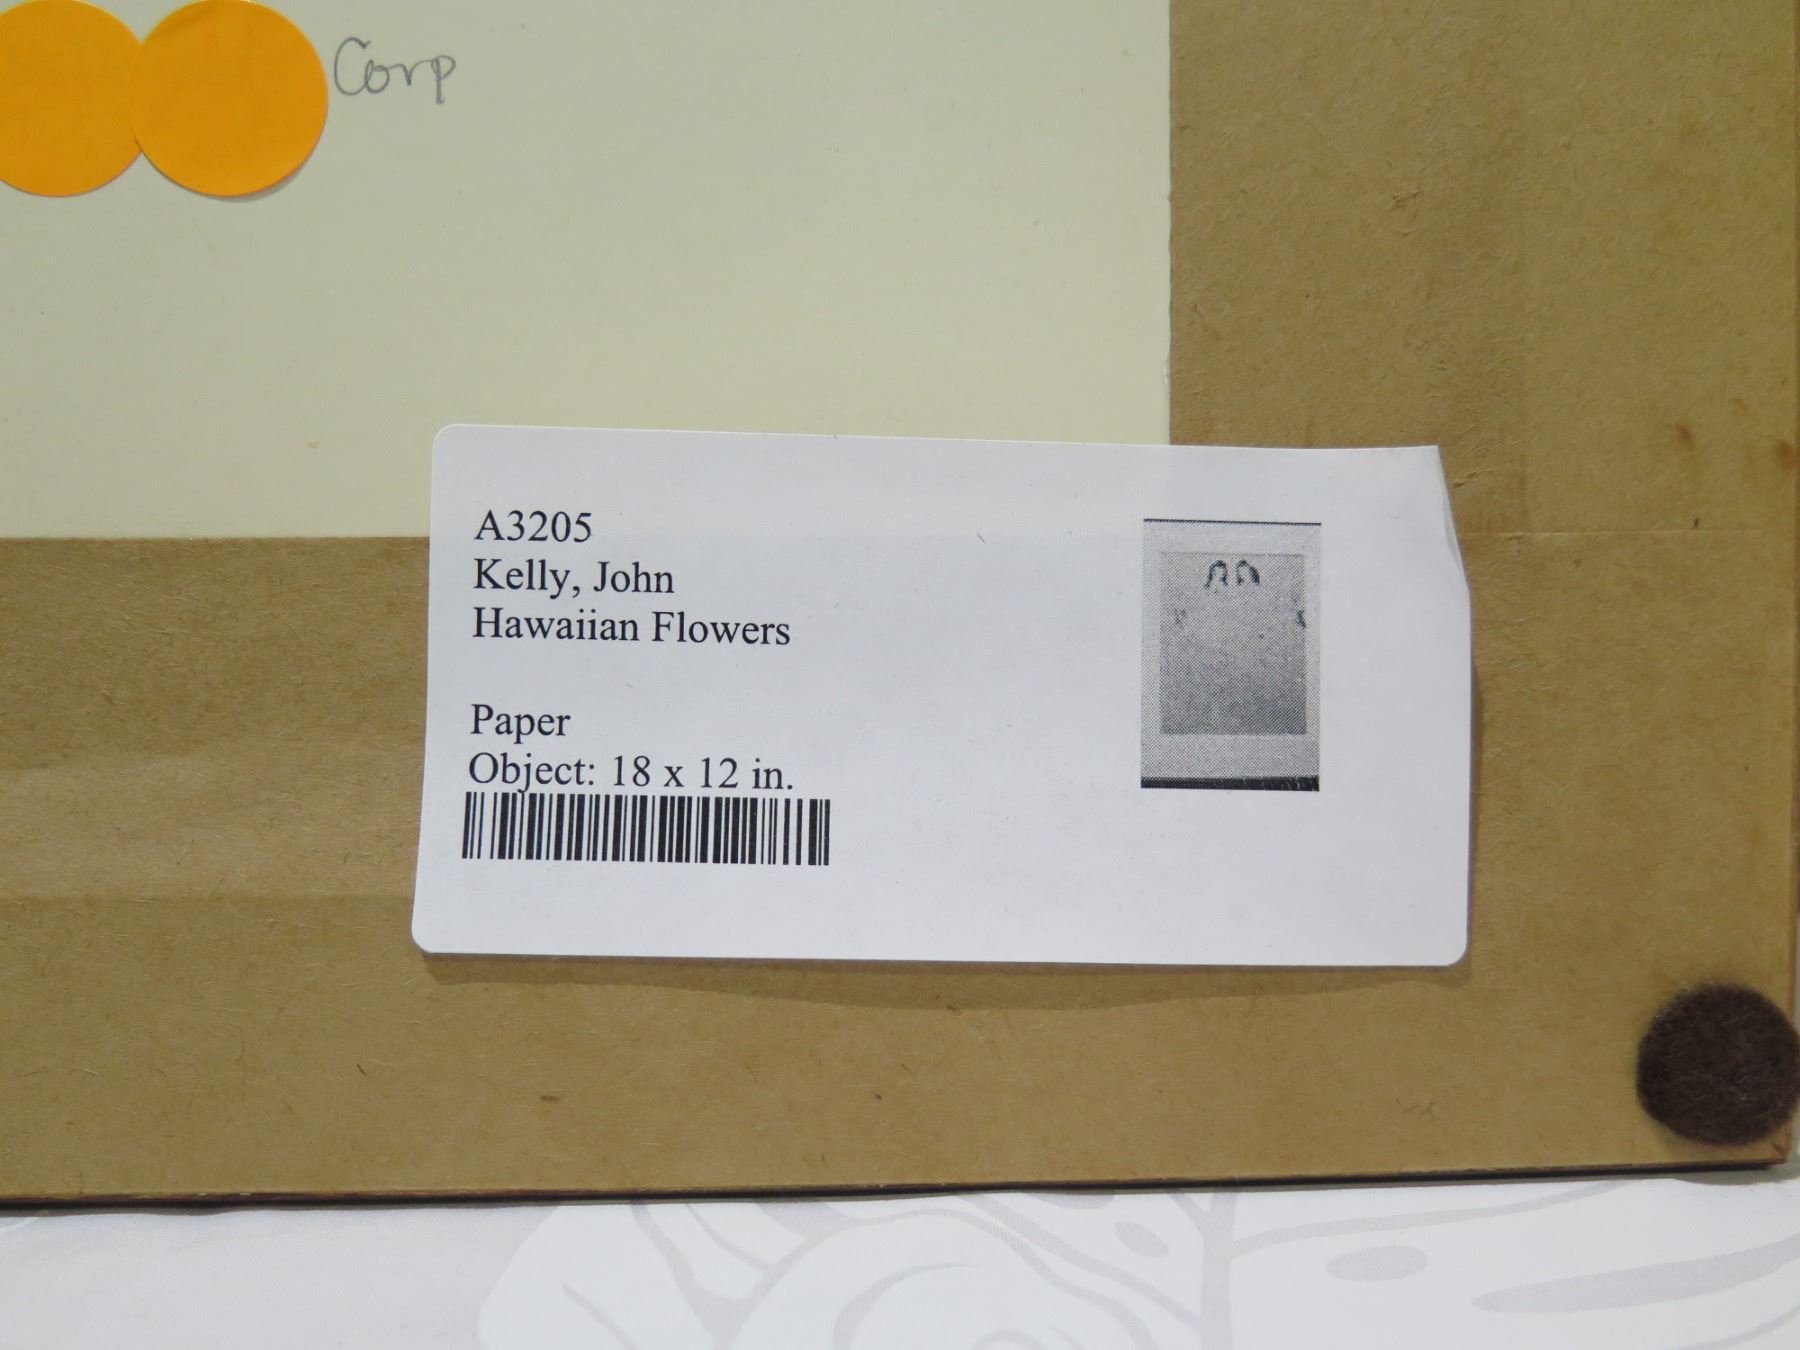 Corp
A3205
Kelly, John
Hawaiian Flowers
Paper
Object: 18 x 12 in.